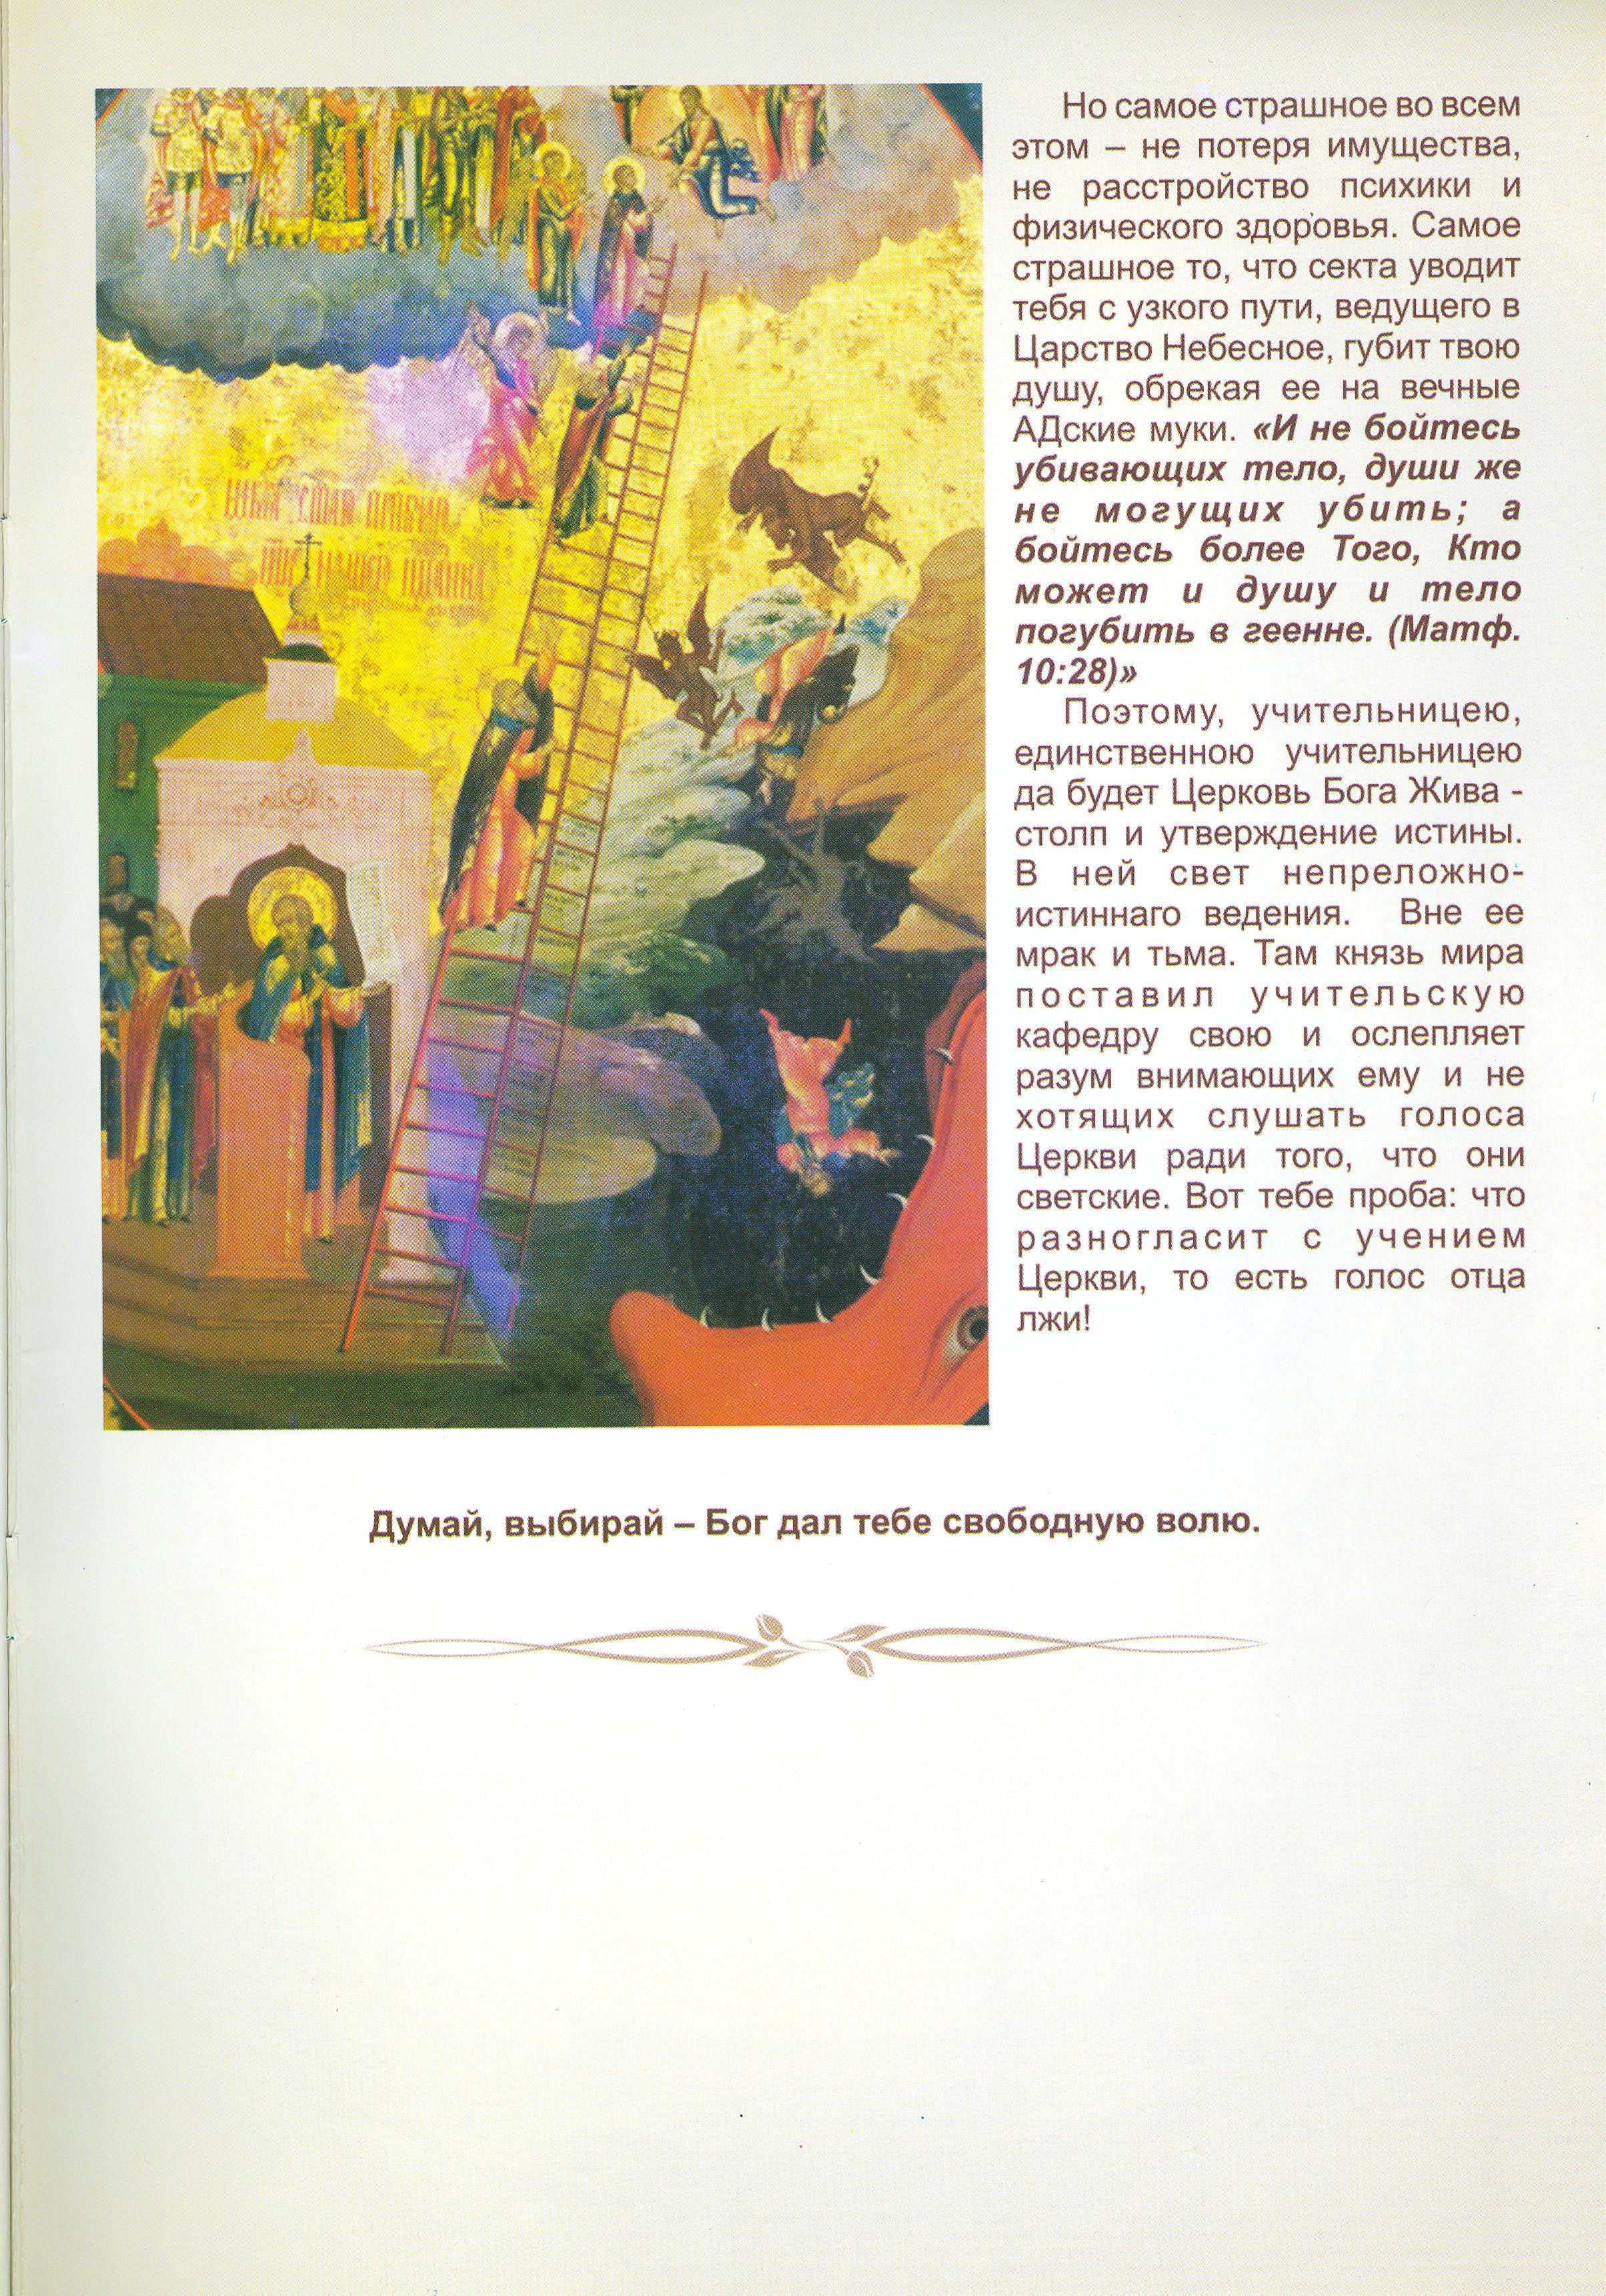 Но самое страшное во всем
этом – не потеря имущества,
не расстройство психики и
физического здоровья. Самое
страшное то, что секта уводит
тебя с узкого пути, ведущего в
Царство Небесное, губит твою
душу, обрекая ее на вечные
АДские муки. «И не бойтесь
убивающих тело, души же
не могущих убить; а
бойтесь более Того, Кто
может и душу и тело
погубить в геенне. (Матф.
10:28)»
Поэтому, учительницею,
единственною учительницею
да будет Церковь Бога Жива -
столп и утверждение истины.
В ней свет непреложно-
истиннаго ведения. Вне ее
мрак и тьма. Там князь мира
поставил учительскую
кафедру свою и ослепляет
разум внимающих ему и не
хотящих слушать голоса
Церкви ради того, что они
светские. Вот тебе проба: что
разногласит с учением
Церкви, то есть голос отца
лжи!
Думай, выбирай – Бог дал тебе свободную волю.